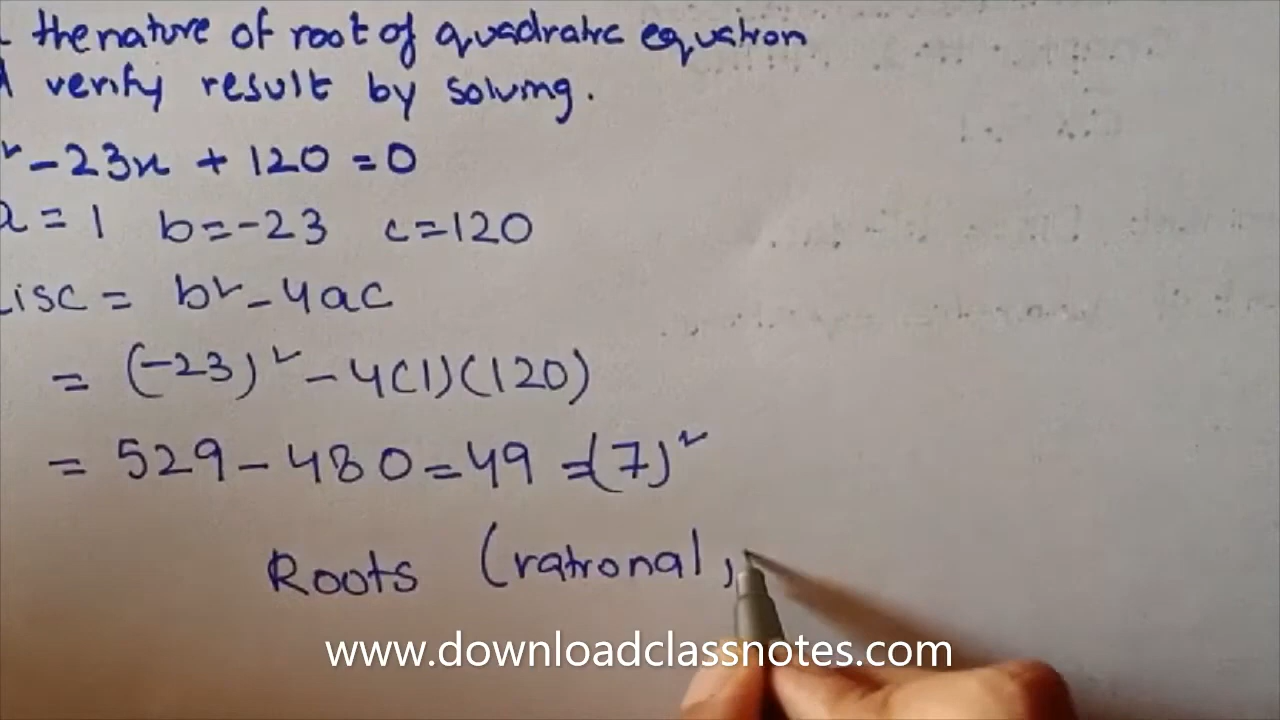 the nature of root of quadratic equation
verify result by solving.
² - 23x + 120 = 0
a = 1 b = -23 c = 120
isc = b² - 4ac
= (-23)² - 4(1)(120)
= 529 - 480 = 49 = (7)²
Roots (rational,
www.downloadclassnotes.com